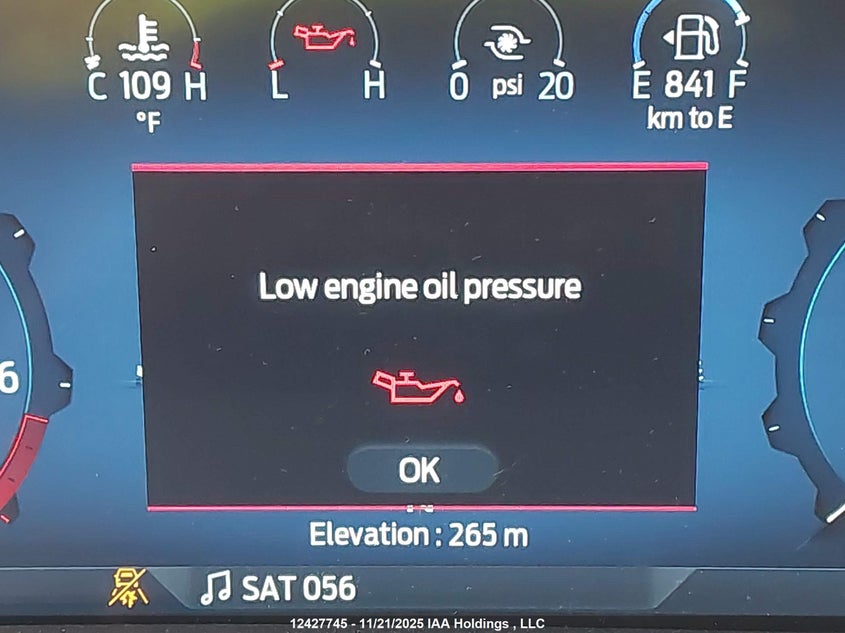 C 109 H
°F
L H
0 psi 20
E 841 F
km to E
Low engine oil pressure
6
OK
Elevation : 265 m
SAT 056
12427745 - 11/21/2025 IAA Holdings , LLC